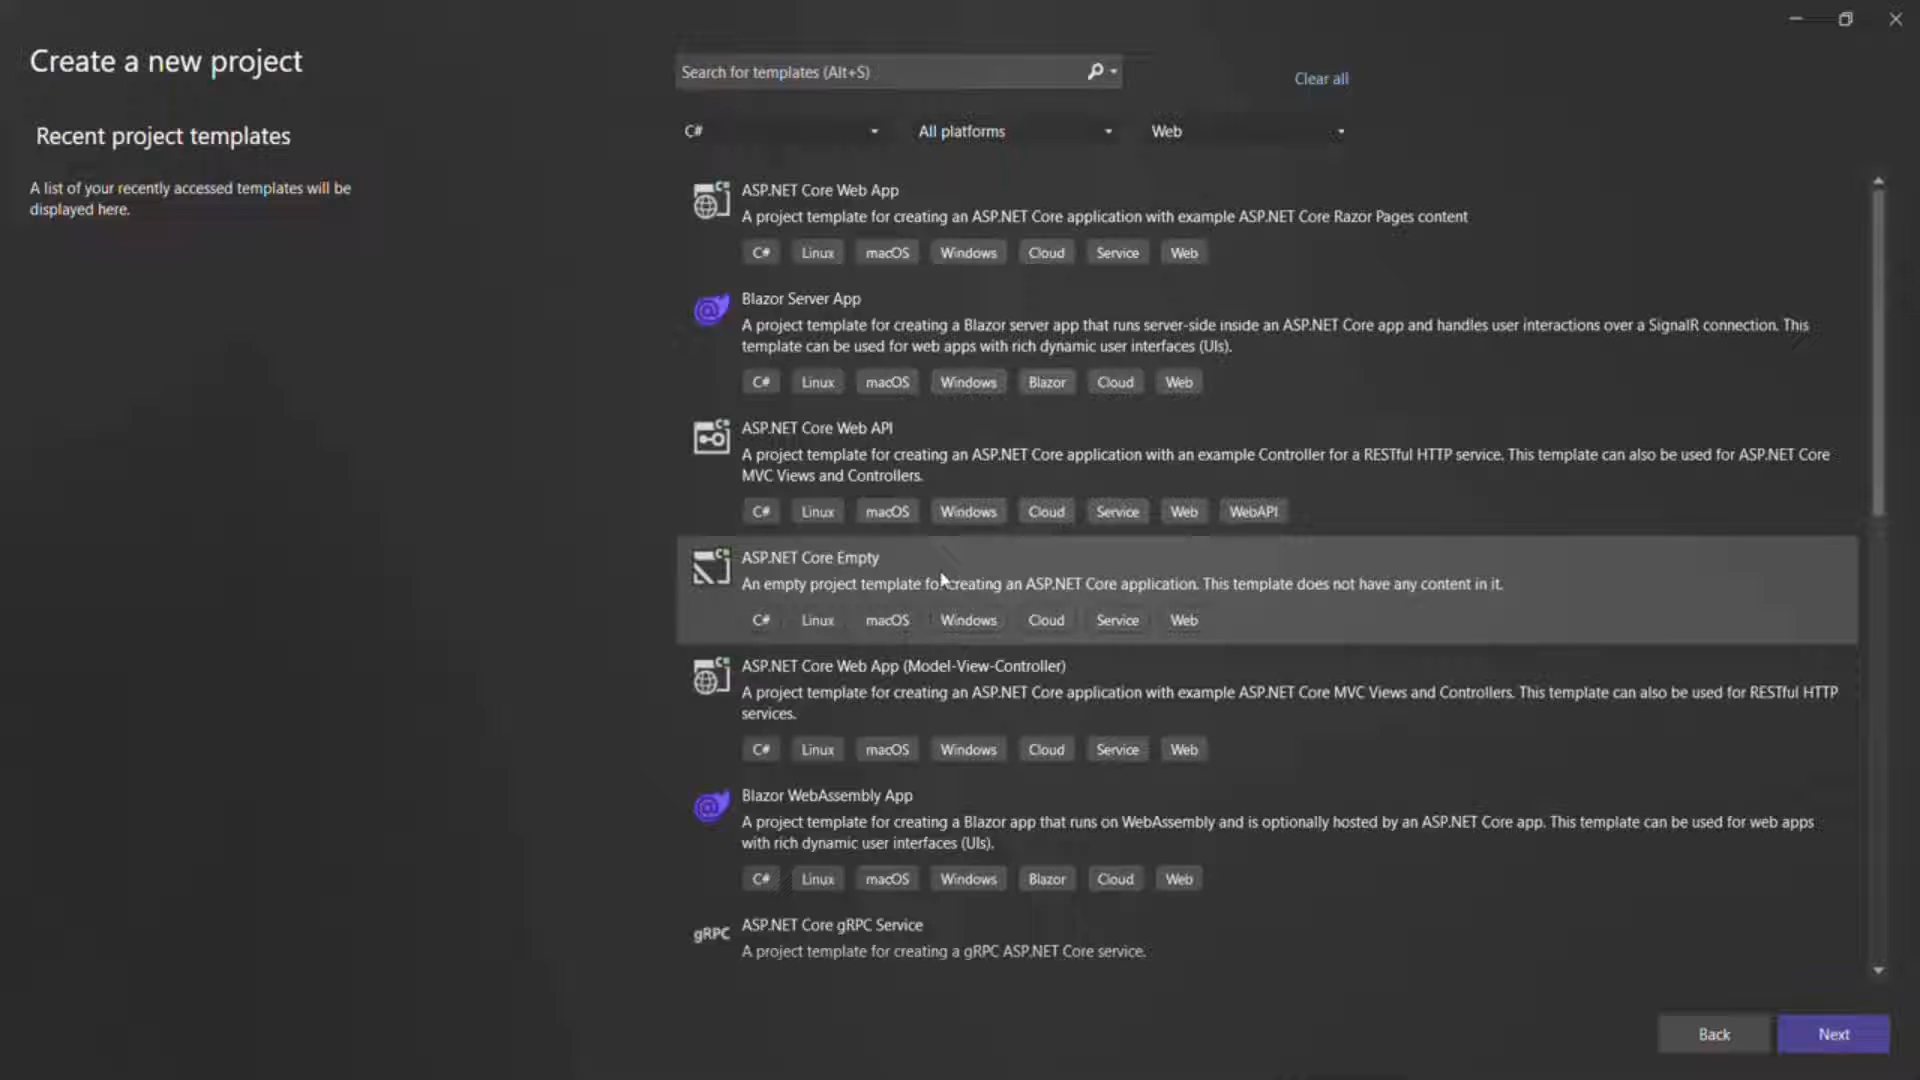 Create a new project
Recent project templates
A list of your recently accessed templates will be
displayed here.
Search for templates (Alt+S)
Clear all
C# All platforms Web
ASP.NET Core Web App
A project template for creating an ASP.NET Core application with example ASP.NET Core Razor Pages content
C# Linux macOS Windows Cloud Service Web
Blazor Server App
A project template for creating a Blazor server app that runs server-side inside an ASP.NET Core app and handles user interactions over a SignalR connection. This
template can be used for web apps with rich dynamic user interfaces (UIs).
C# Linux macOS Windows Blazor Cloud Web
ASP.NET Core Web API
A project template for creating an ASP.NET Core application with an example Controller for a RESTful HTTP service. This template can also be used for ASP.NET Core
MVC Views and Controllers.
C# Linux macOS Windows Cloud Service Web WebAPI
ASP.NET Core Empty
An empty project template for creating an ASP.NET Core application. This template does not have any content in it.
C# Linux macOS Windows Cloud Service Web
ASP.NET Core Web App (Model-View-Controller)
A project template for creating an ASP.NET Core application with example ASP.NET Core MVC Views and Controllers. This template can also be used for RESTful HTTP
services.
C# Linux macOS Windows Cloud Service Web
Blazor WebAssembly App
A project template for creating a Blazor app that runs on WebAssembly and is optionally hosted by an ASP.NET Core app. This template can be used for web apps
with rich dynamic user interfaces (UIs).
C# Linux macOS Windows Blazor Cloud Web
gRPC ASP.NET Core gRPC Service
A project template for creating a gRPC ASP.NET Core service.
Back Next